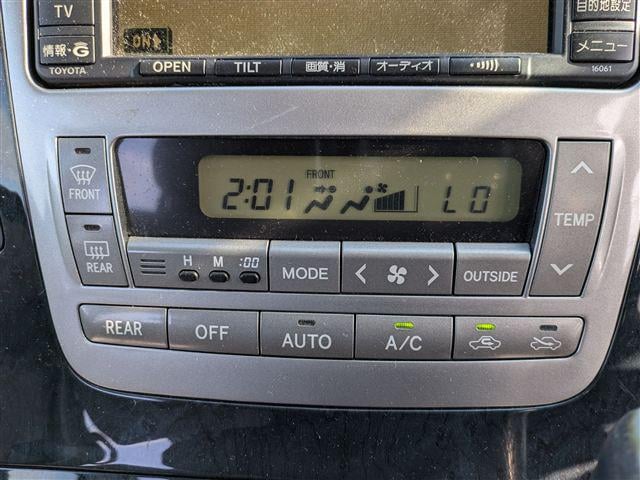 TV
目的地設定
情報・G
メニュー
TOYOTA
OPEN
TILT
画質・消
オーディオ
16061
FRONT
2:01
LO
FRONT
REAR
H M :00
MODE
OUTSIDE
TEMP
REAR
OFF
AUTO
A/C